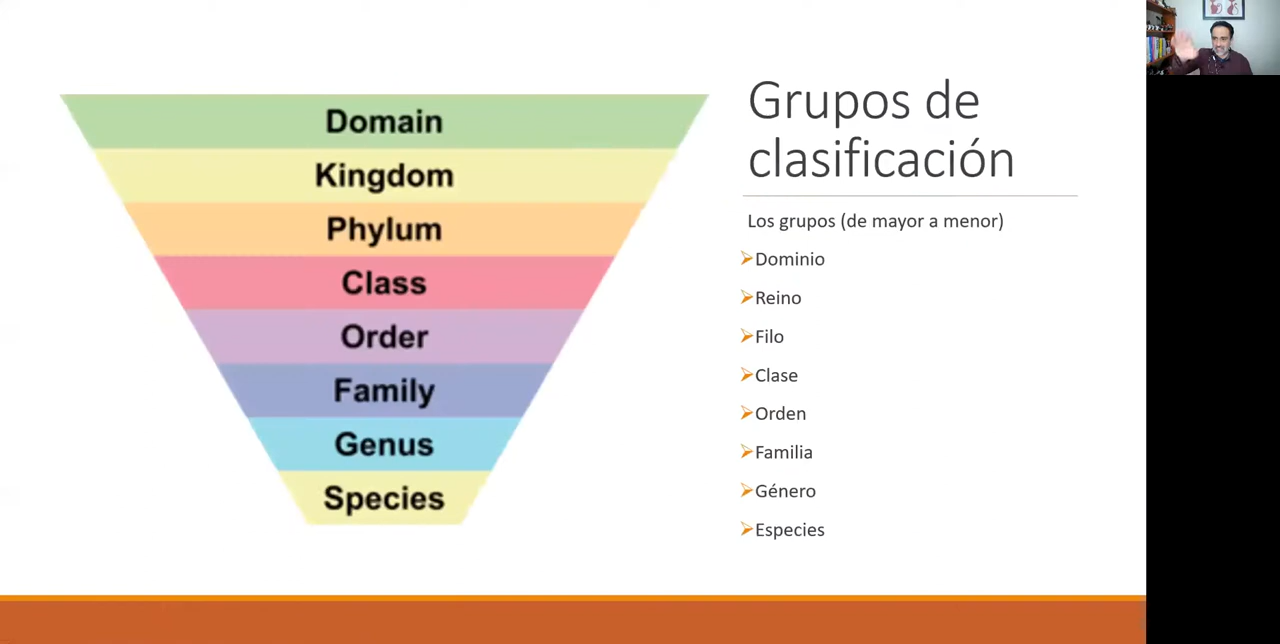 Domain
Kingdom
Phylum
Class
Order
Family
Genus
Species
Grupos de
clasificación
Los grupos (de mayor a menor)
Dominio
Reino
Filo
Clase
Orden
Familia
Género
Especies